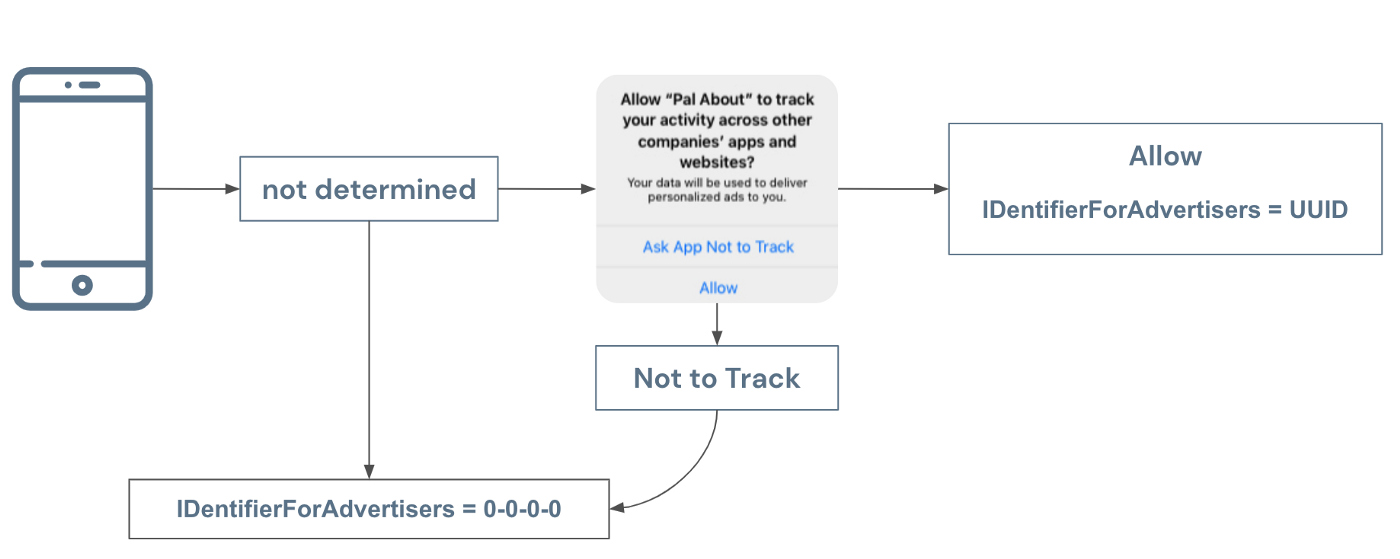 not determined
Allow “Pal About” to track
your activity across other
companies’ apps and
websites?
Your data will be used to deliver
personalized ads to you.
Ask App Not to Track
Allow
Allow
IDentifierForAdvertisers = UUID
Not to Track
IDentifierForAdvertisers = 0-0-0-0